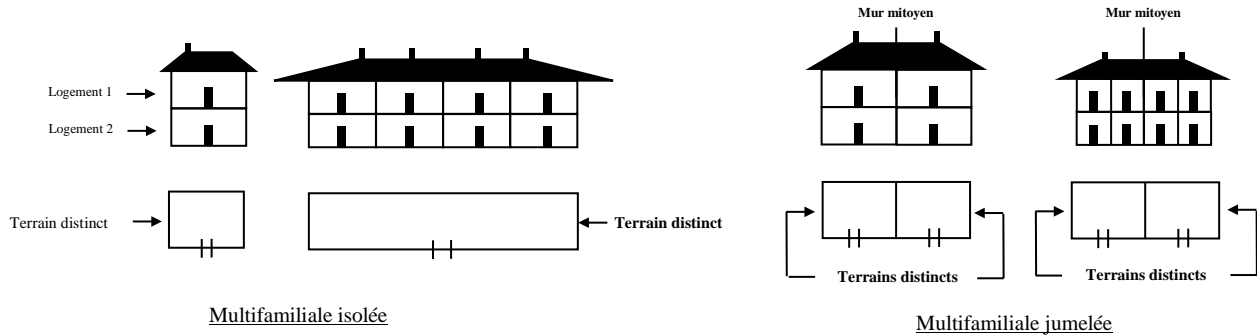 Mur mitoyen
Mur mitoyen
Logement 1
Logement 2
Terrain distinct
Terrain distinct
Terrains distincts
Terrains distincts
Multifamiliale isolée
Multifamiliale jumelée